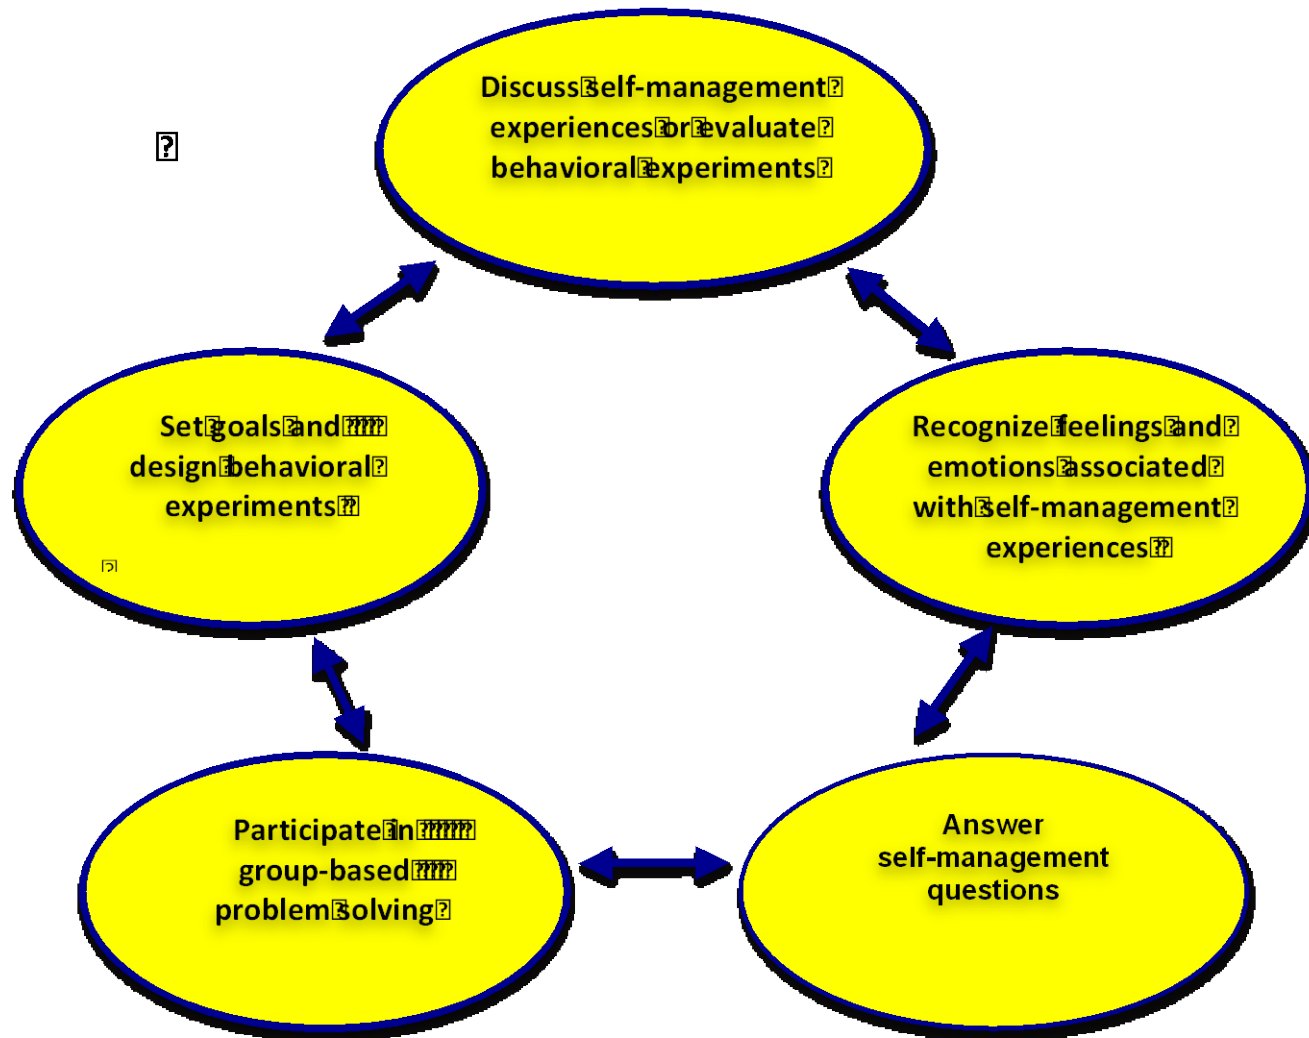 Discuss self-management
experiences or evaluate
behavioral experiments
Set goals and
design behavioral
experiments
Recognize feelings and
emotions associated
with self-management
experiences
Participate in
group-based
problem solving
Answer
self-management
questions